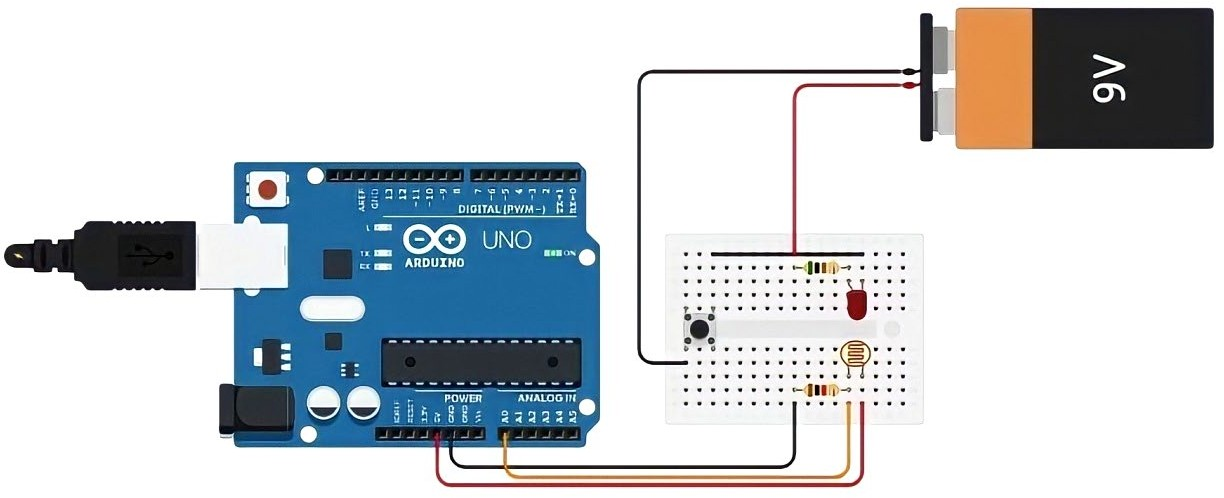 9V
AREF
GND
13
12
~11
~10
~9
8
7
~6
~5
4
~3
2
TX→1
RX←0
DIGITAL (PWM~)
L
TX
RX
UNO
ON
ARDUINO
POWER
ANALOG IN
RESET
3.3V
5V
GND
GND
Vin
A0
A1
A2
A3
A4
A5